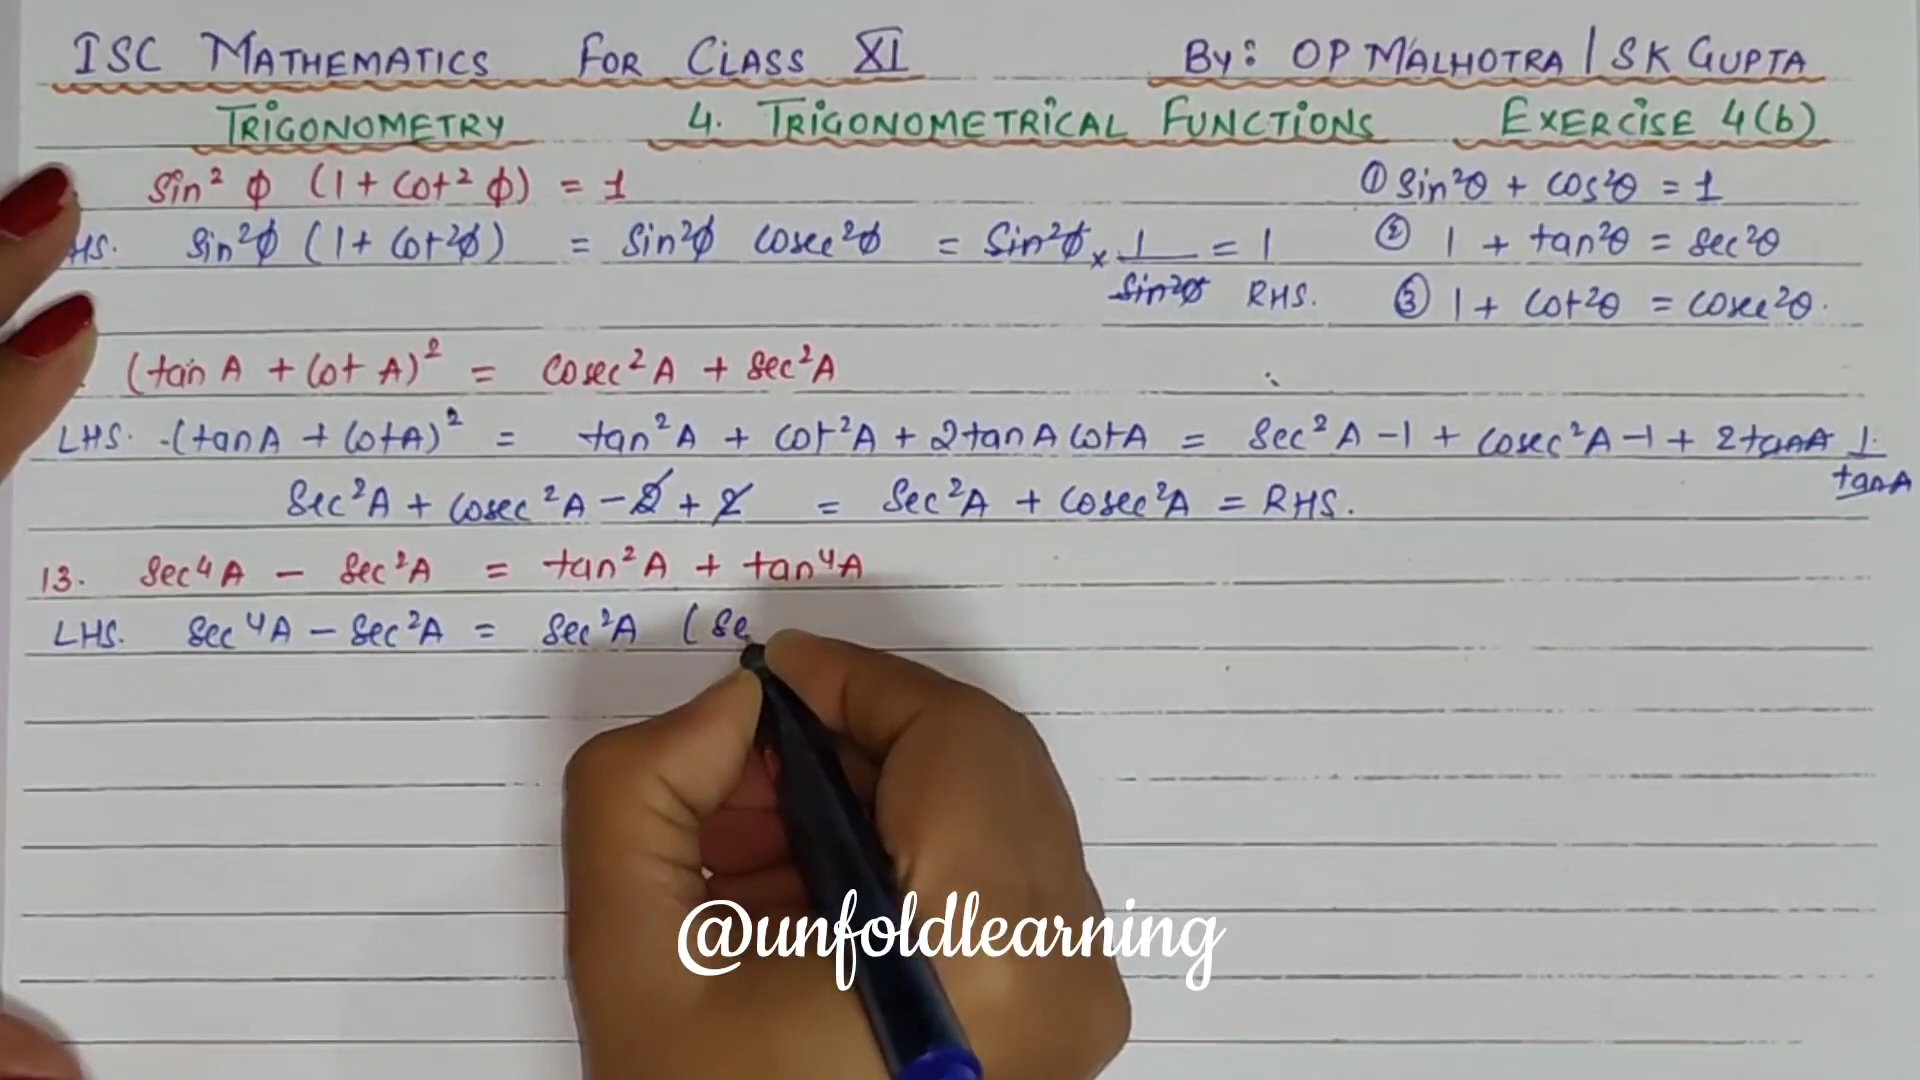 ISC MATHEMATICS FOR CLASS XI By: OP MALHOTRA | SK GUPTA
TRIGONOMETRY 4. TRIGONOMETRICAL FUNCTIONS EXERCISE 4(b)
Sin² φ (1 + Cot² φ) = 1
① Sin²θ + cos²θ = 1
HS. Sin²φ (1 + Cot²φ) = Sin²φ cosec²φ = Sin²φ × 1/Sin²φ = 1 RHS.
② 1 + tan²θ = sec²θ
③ 1 + Cot²θ = cosec²θ.
(tan A + Cot A)² = Cosec² A + Sec²A
LHS. (tanA + CotA)² = tan²A + cot²A + 2tanA cotA = Sec²A - 1 + cosec²A - 1 + 2tanA 1/tanA
Sec²A + cosec²A - 2 + 2 = Sec²A + Cosec²A = RHS.
13. Sec⁴A - Sec²A = tan²A + tan⁴A
LHS. Sec⁴A - Sec²A = Sec²A (Se
@unfoldlearning